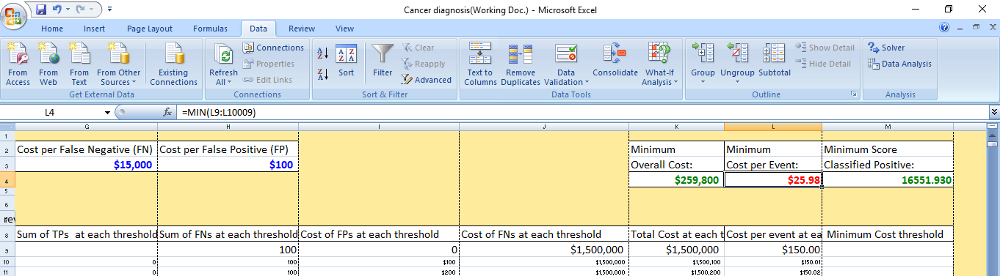 Cancer diagnosis(Working Doc.) - Microsoft Excel
Home Insert Page Layout Formulas Data Review View
From Access
From Web
From Text
From Other Sources
Existing Connections
Get External Data
Refresh All
Connections
Properties
Edit Links
Connections
Sort
Filter
Clear
Reapply
Advanced
Sort & Filter
Text to Columns
Remove Duplicates
Data Validation
Consolidate
What-If Analysis
Data Tools
Group
Ungroup
Subtotal
Show Detail
Hide Detail
Outline
Solver
Data Analysis
Analysis
L4 fx =MIN(L9:L10009)
G H I J K L M
1
2 Cost per False Negative (FN) Cost per False Positive (FP) Minimum Minimum Minimum Score
3 $15,000 $100 Overall Cost: Cost per Event: Classified Positive:
4 $259,800 $25.98 16551.930
5
6
rev
8 Sum of TPs at each threshold Sum of FNs at each threshold Cost of FPs at each threshold Cost of FNs at each threshold Total Cost at each t Cost per event at ea Minimum Cost threshold
9 100 0 $1,500,000 $1,500,000 $150.00
10 0 100 $100 $1,500,000 $1,500,100 $150.01
11 0 100 $200 $1,500,000 $1,500,200 $150.02